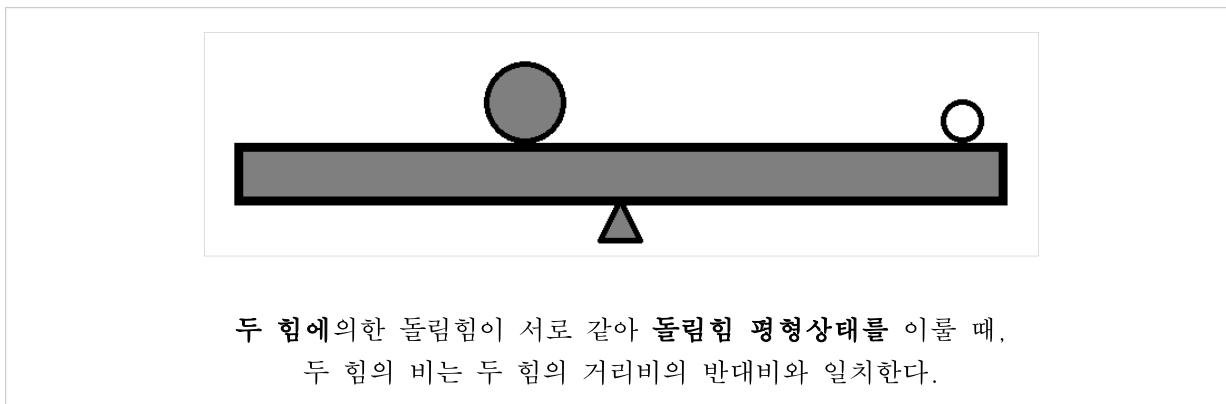 두 힘에의한 돌림힘이 서로 같아 돌림힘 평형상태를 이룰 때,
두 힘의 비는 두 힘의 거리비의 반대비와 일치한다.